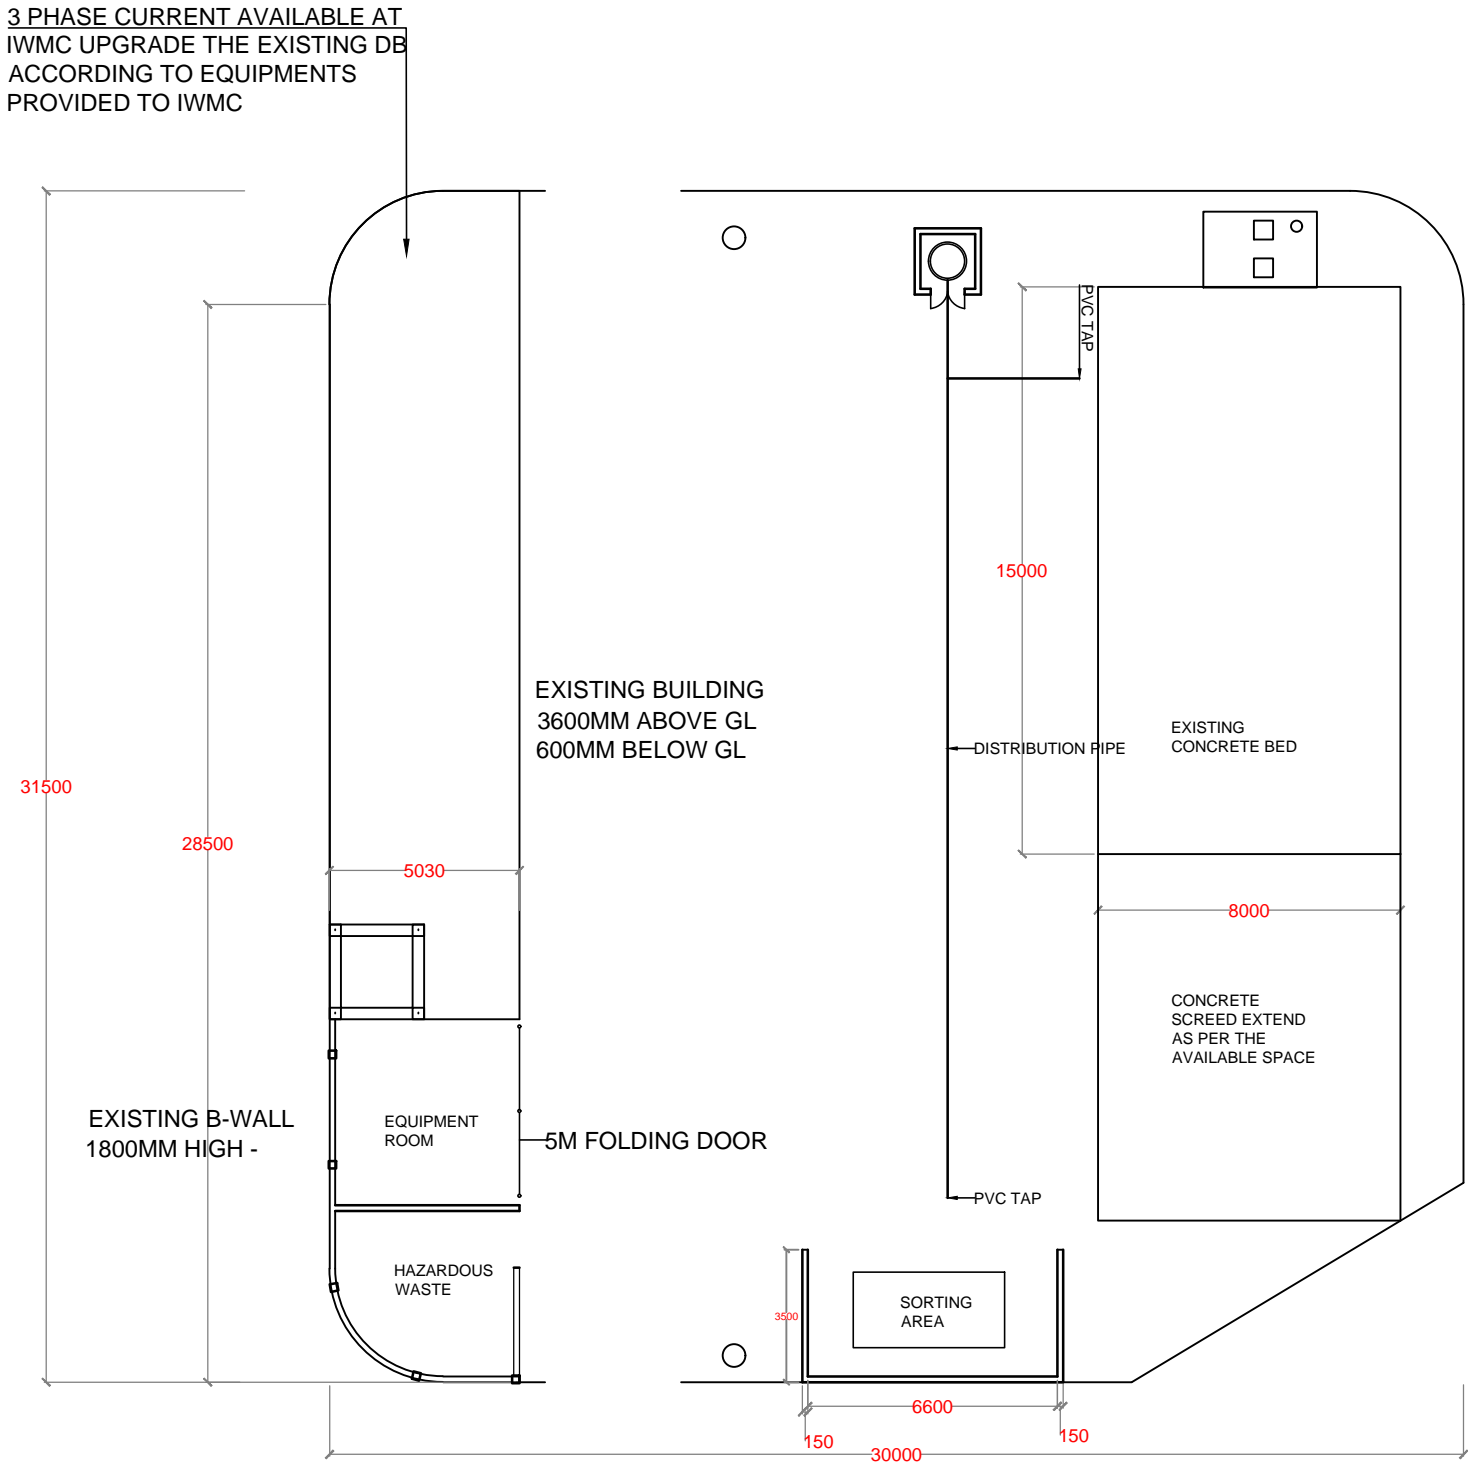 3 PHASE CURRENT AVAILABLE AT
IWMC UPGRADE THE EXISTING DB
ACCORDING TO EQUIPMENTS
PROVIDED TO IWMC
PVC TAP
15000
EXISTING BUILDING
3600MM ABOVE GL
600MM BELOW GL
DISTRIBUTION PIPE
EXISTING
CONCRETE BED
31500
28500
5030
8000
CONCRETE
SCREED EXTEND
AS PER THE
AVAILABLE SPACE
EXISTING B-WALL
1800MM HIGH -
EQUIPMENT
ROOM
5M FOLDING DOOR
PVC TAP
HAZARDOUS
WASTE
3500
SORTING
AREA
6600
150
150
30000